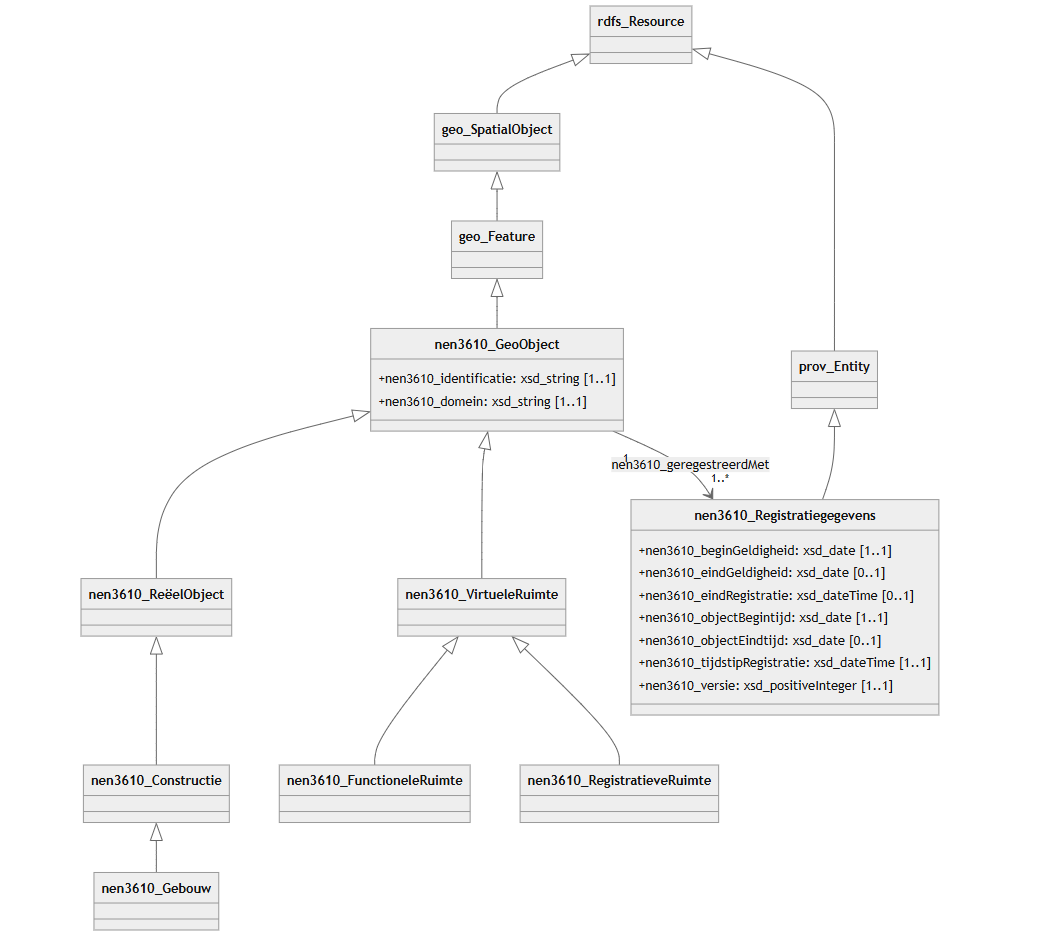 rdfs_Resource
geo_SpatialObject
geo_Feature
nen3610_GeoObject
+nen3610_identificatie: xsd_string [1..1]
+nen3610_domein: xsd_string [1..1]
prov_Entity
1
nen3610_geregestreerdMet
1..*
nen3610_Registratiegegevens
+nen3610_beginGeldigheid: xsd_date [1..1]
+nen3610_eindGeldigheid: xsd_date [0..1]
+nen3610_eindRegistratie: xsd_dateTime [0..1]
+nen3610_objectBegintijd: xsd_date [1..1]
+nen3610_objectEindtijd: xsd_date [0..1]
+nen3610_tijdstipRegistratie: xsd_dateTime [1..1]
+nen3610_versie: xsd_positiveInteger [1..1]
nen3610_ReëelObject
nen3610_VirtueleRuimte
nen3610_Constructie
nen3610_FunctioneleRuimte
nen3610_RegistratieveRuimte
nen3610_Gebouw